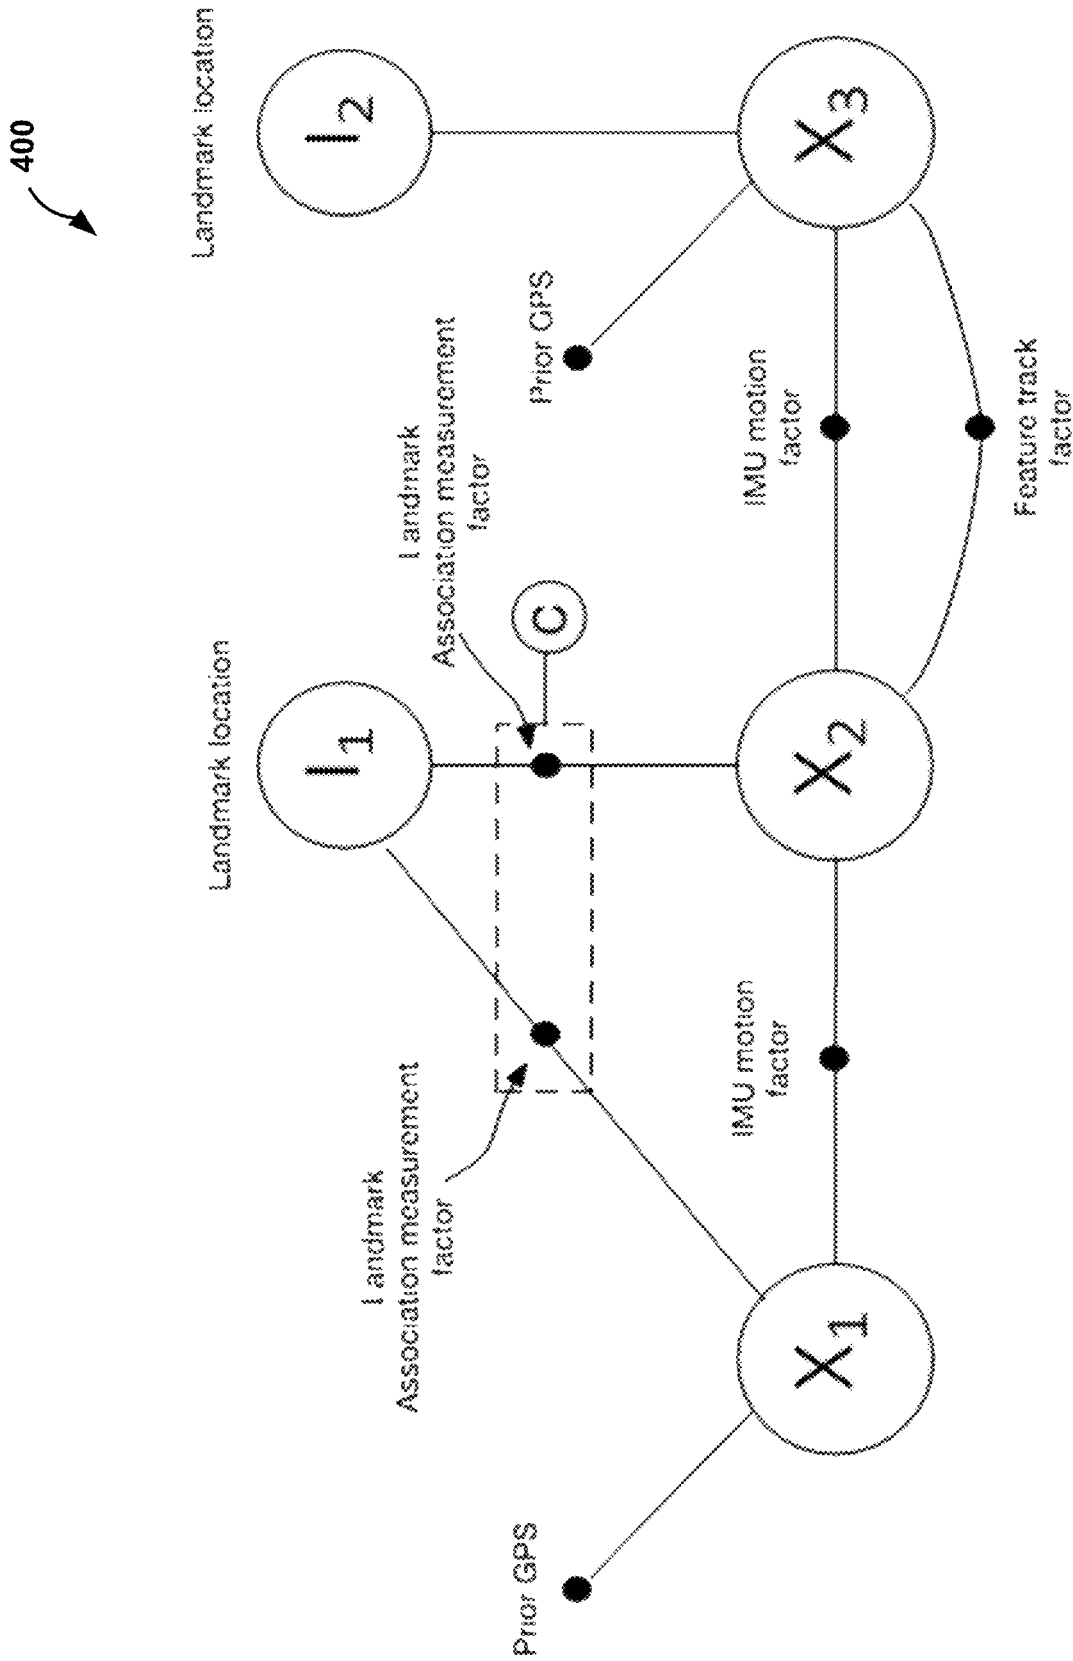 400
Landmark location
Landmark location
l1
l2
Landmark
Association measurement
factor
Landmark
Association measurement
factor
Prior GPS
Prior GPS
C
IMU motion
factor
IMU motion
factor
X1
X2
X3
Feature track
factor